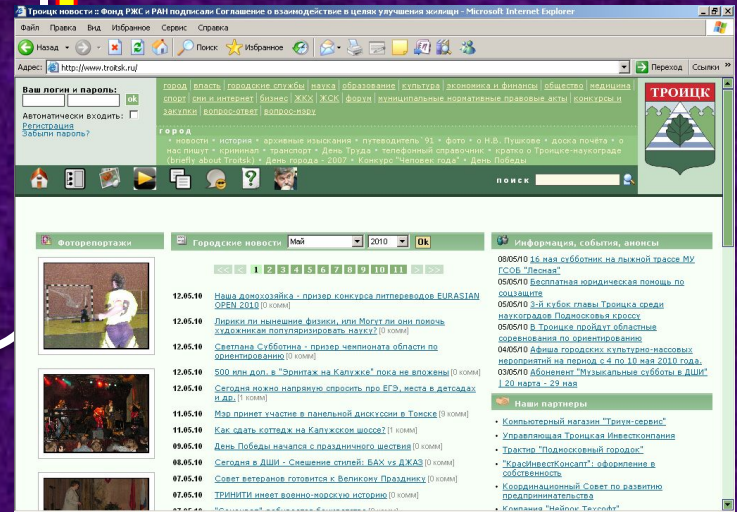 Троицк новости :: Фонд РЖС и РАН подписали Соглашение о взаимодействие в целях улучшения жилищн - Microsoft Internet Explorer
Файл Правка Вид Избранное Сервис Справка
Назад Поиск Избранное
Адрес: http://www.troitsk.ru/ Переход Ссылки »
Ваш логин и пароль:
ok
Автоматически входить:
Регистрация
Забыли пароль?
город | власть | городские службы | наука | образование | культура | экономика и финансы | общество | медицина |
спорт | сми и интернет | бизнес | ЖКХ | ЖСК | форум | муниципальные нормативные правовые акты | конкурсы и
закупки | вопрос-ответ | вопрос-мэру
город
• новости • история • архивные изыскания • путеводитель`91 • фото • о Н.В. Пушкове • доска почёта • о
нас пишут • криминал • транспорт • День Труда • телефонный справочник • кратко о Троицке-наукограде
(briefly about Troitsk) • День города - 2007 • Конкурс "Человек года" • День Победы
ТРОИЦК
поиск
Фоторепортажи
Городские новости Май 2010 Ok
<< < 1 2 3 4 5 6 7 8 9 10 11 > >>
12.05.10 Наша домохозяйка - призер конкурса литпереводов EURASIAN
OPEN 2010 [0 комм]
12.05.10 Лирики ли нынешние физики, или Могут ли они помочь
художникам популяризировать науку? [0 комм]
12.05.10 Светлана Субботина - призер чемпионата области по
ориентированию [0 комм]
12.05.10 500 млн дол. в "Эрмитаж на Калужке" пока не вложены [0 комм]
12.05.10 Сегодня можно напрямую спросить про ЕГЭ, места в детсадах
и др. [1 комм]
11.05.10 Мэр примет участие в панельной дискуссии в Томске [9 комм]
11.05.10 Как сдать коттедж на Калужском шоссе? [1 комм]
09.05.10 День Победы начался с праздничного шествия [0 комм]
08.05.10 Сегодня в ДШИ - Смешение стилей: БАХ vs ДЖАЗ [0 комм]
07.05.10 Совет ветеранов готовится к Великому Празднику [0 комм]
07.05.10 ТРИНИТИ имеет военно-морскую историю [0 комм]
Информация, события, анонсы
08/05/10 16 мая субботник на лыжной трассе МУ
ГСОБ "Лесная"
05/05/10 Бесплатная юридическая помощь по
соцзащите
05/05/10 3-й кубок главы Троицка среди
наукоградов Подмосковья кроссу
05/05/10 В Троицке пройдут областные
соревнования по ориентированию
04/05/10 Афиша городских культурно-массовых
мероприятий на период с 4 по 10 мая 2010 года.
03/05/10 Абонемент "Музыкальные субботы в ДШИ"
| 20 марта - 29 мая
Наши партнеры
• Компьютерный магазин "Триум-сервис"
• Управляющая Троицкая Инвесткомпания
• Трактир "Подмосковный городок"
• "КрасИнвестКонсалт": оформление в
собственность
• Координационный Совет по развитию
предпринимательства
• Компания "Нейрок Техсофт"